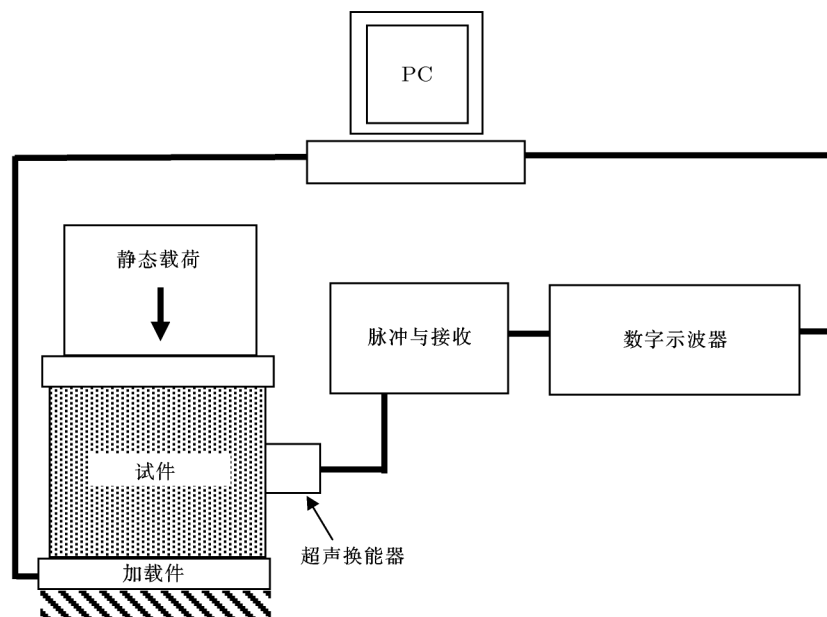 PC
静态载荷
脉冲与接收
数字示波器
试件
超声换能器
加载件